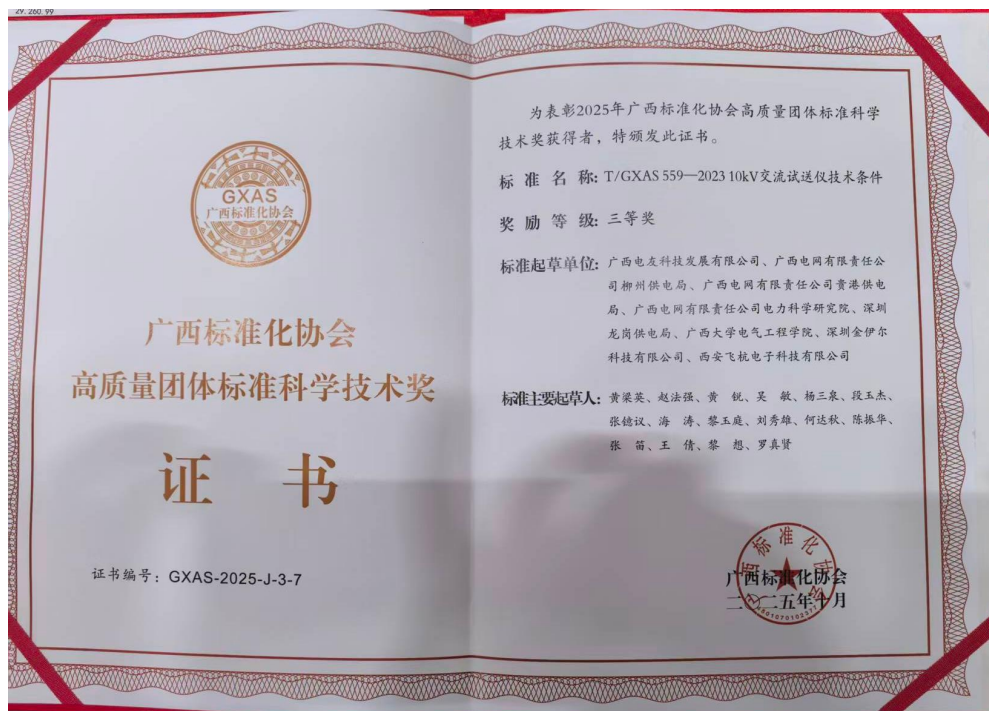 29.260.99
GXAS
广西标准化协会
广西标准化协会
高质量团体标准科学技术奖
证 书
证书编号：GXAS-2025-J-3-7
为表彰2025年广西标准化协会高质量团体标准科学
技术奖获得者，特颁发此证书。
标 准 名 称: T/GXAS 559—2023 10kV交流试送仪技术条件
奖 励 等 级: 三等奖
标准起草单位: 广西电友科技发展有限公司、广西电网有限责任公
司柳州供电局、广西电网有限责任公司贵港供电
局、广西电网有限责任公司电力科学研究院、深圳
龙岗供电局、广西大学电气工程学院、深圳金伊尔
科技有限公司、西安飞杭电子科技有限公司
标准主要起草人: 黄梁英、赵法强、黄 锐、吴 敏、杨三泉、段玉杰、
张镱议、海 涛、黎玉庭、刘秀雄、何达秋、陈振华、
张 笛、王 倩、黎 想、罗真贤
广西标准化协会
广西标准化协会
二〇二五年十月